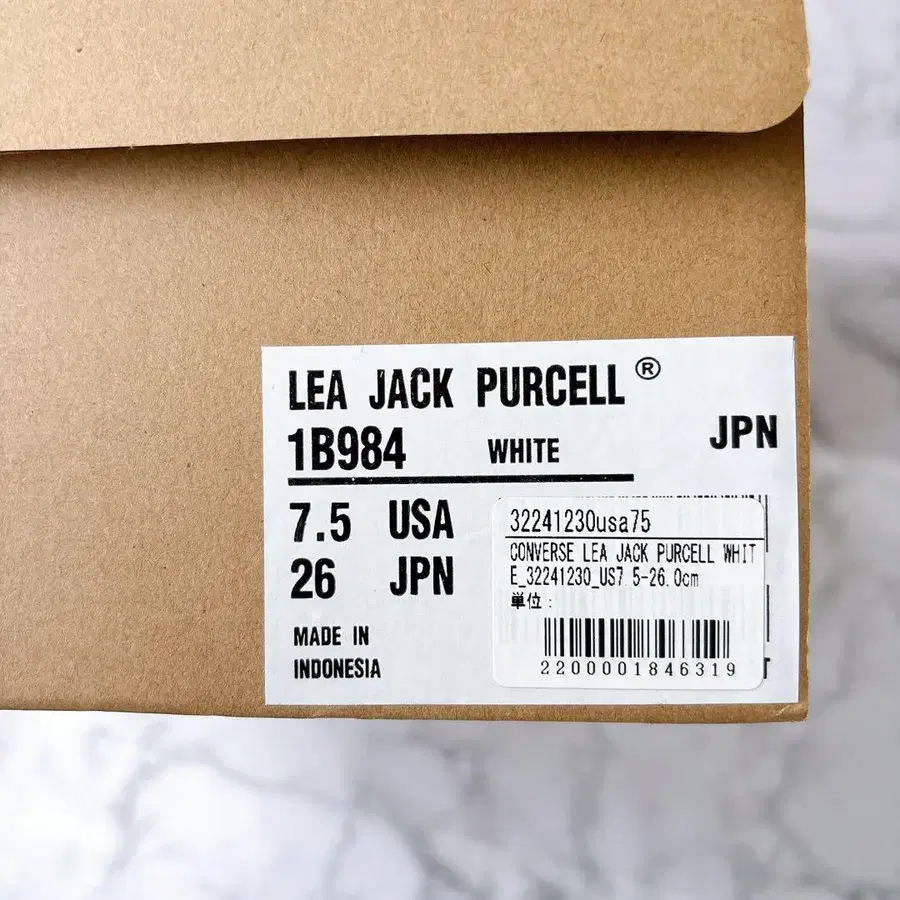 LEA JACK PURCELL®
1B984 WHITE
JPN
7.5 USA
26 JPN
MADE IN
INDONESIA
32241230usa75
CONVERSE LEA JACK PURCELL WHIT
E_32241230_US7.5-26.0cm
単位:
2200001846319